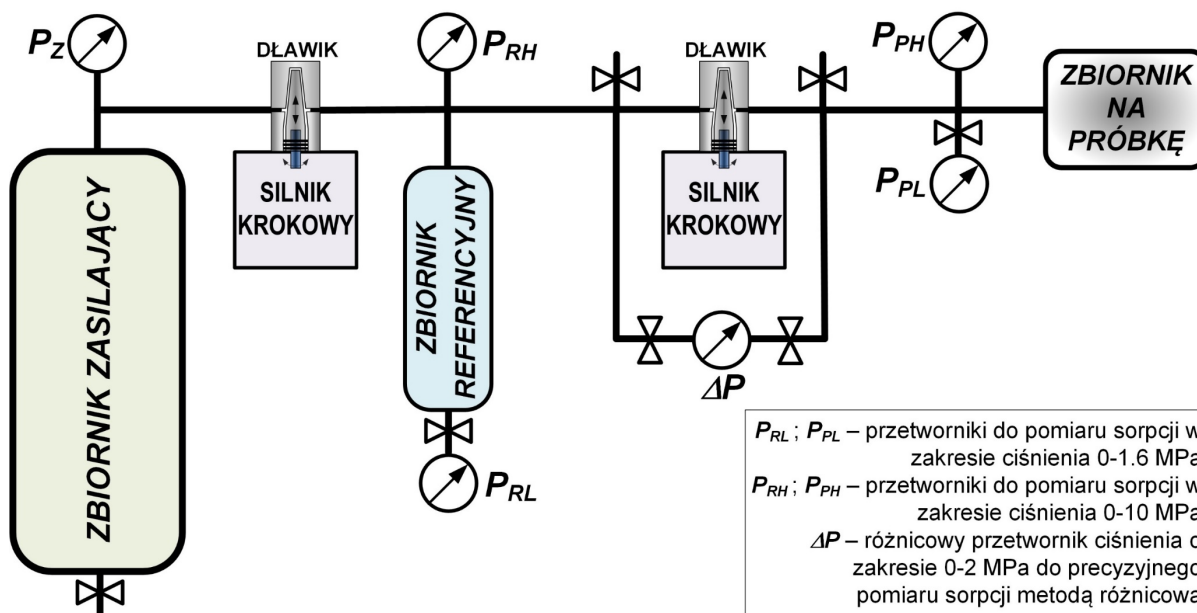 P_Z
DŁAWIK
P_RH
DŁAWIK
P_PH
ZBIORNIK
NA
PRÓBKĘ
SILNIK
KROKOWY
SILNIK
KROKOWY
P_PL
ZBIORNIK ZASILAJĄCY
ZBIORNIK
REFERENCYJNY
ΔP
P_RL
P_RL ; P_PL – przetworniki do pomiaru sorpcji w
zakresie ciśnienia 0-1.6 MPa
P_RH ; P_PH – przetworniki do pomiaru sorpcji w
zakresie ciśnienia 0-10 MPa
ΔP – różnicowy przetwornik ciśnienia o
zakresie 0-2 MPa do precyzyjnego
pomiaru sorpcji metodą różnicową